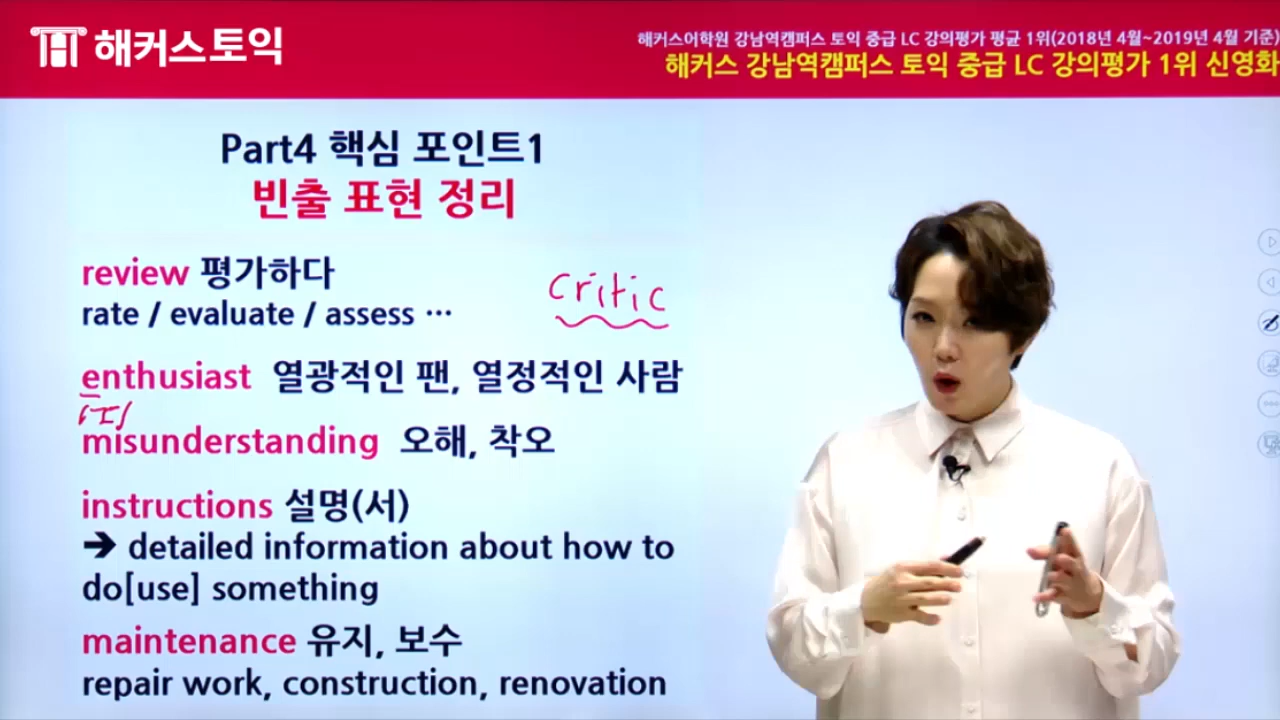 해커스토익
해커스어학원 강남역캠퍼스 토익 중급 LC 강의평가 평균 1위(2018년 4월~2019년 4월 기준)
해커스 강남역캠퍼스 토익 중급 LC 강의평가 1위 신영화
Part4 핵심 포인트1
빈출 표현 정리
review 평가하다
critic
rate / evaluate / assess …
enthusiast 열광적인 팬, 열정적인 사람
misunderstanding 오해, 착오
instructions 설명(서)
➔ detailed information about how to
do[use] something
maintenance 유지, 보수
repair work, construction, renovation